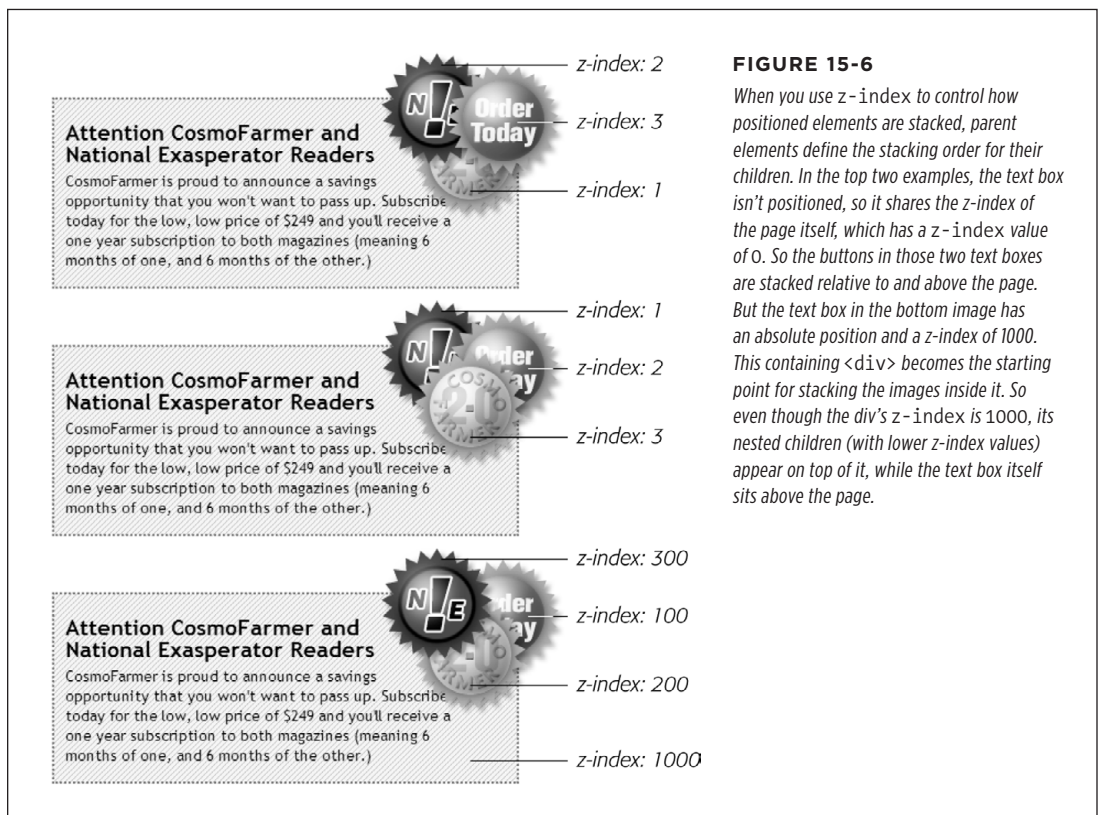 z-index: 2
N!E
Order
Today
z-index: 3
FARMER
z-index: 1
Attention CosmoFarmer and
National Exasperator Readers
CosmoFarmer is proud to announce a savings
opportunity that you won't want to pass up. Subscribe
today for the low, low price of $249 and you'll receive a
one year subscription to both magazines (meaning 6
months of one, and 6 months of the other.)
z-index: 1
N
z-index: 2
COSMO
2.0
FARMER
z-index: 3
Attention CosmoFarmer and
National Exasperator Readers
CosmoFarmer is proud to announce a savings
opportunity that you won't want to pass up. Subscribe
today for the low, low price of $249 and you'll receive a
one year subscription to both magazines (meaning 6
months of one, and 6 months of the other.)
z-index: 300
N!E
z-index: 100
2.0
FARMER
z-index: 200
Attention CosmoFarmer and
National Exasperator Readers
CosmoFarmer is proud to announce a savings
opportunity that you won't want to pass up. Subscribe
today for the low, low price of $249 and you'll receive a
one year subscription to both magazines (meaning 6
months of one, and 6 months of the other.)
z-index: 1000
FIGURE 15-6
When you use z-index to control how
positioned elements are stacked, parent
elements define the stacking order for their
children. In the top two examples, the text box
isn't positioned, so it shares the z-index of
the page itself, which has a z-index value
of 0. So the buttons in those two text boxes
are stacked relative to and above the page.
But the text box in the bottom image has
an absolute position and a z-index of 1000.
This containing <div> becomes the starting
point for stacking the images inside it. So
even though the div's z-index is 1000, its
nested children (with lower z-index values)
appear on top of it, while the text box itself
sits above the page.